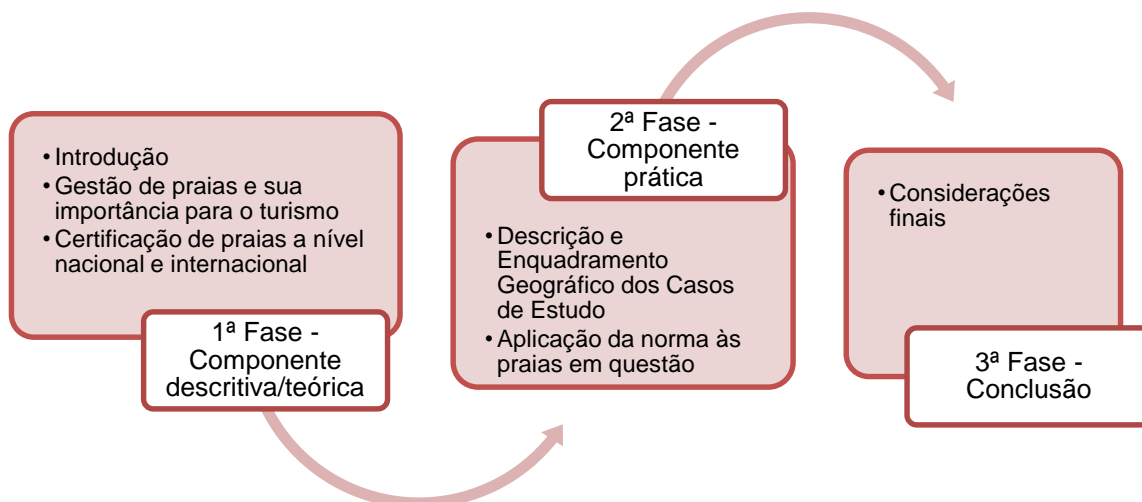 • Introdução
• Gestão de praias e sua
importância para o turismo
• Certificação de praias a nível
nacional e internacional
1ª Fase -
Componente
descritiva/teórica
2ª Fase -
Componente
prática
• Descrição e
Enquadramento
Geográfico dos Casos
de Estudo
• Aplicação da norma às
praias em questão
• Considerações
finais
3ª Fase -
Conclusão